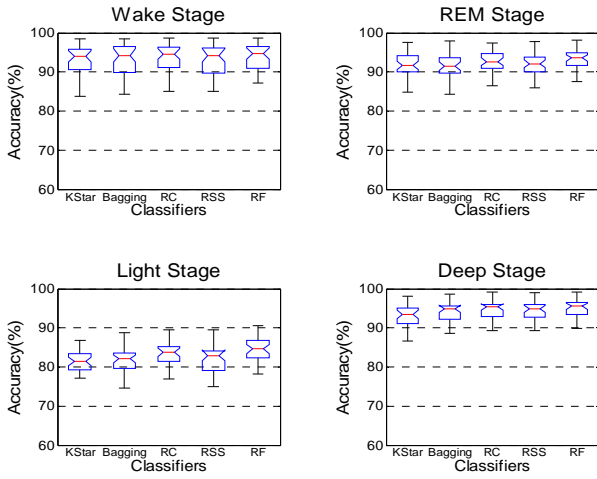 Wake Stage
100
90
80
70
60
Accuracy(%)
KStar Bagging RC RSS RF
Classifiers
REM Stage
100
90
80
70
60
Accuracy(%)
KStar Bagging RC RSS RF
Classifiers
Light Stage
100
90
80
70
60
Accuracy(%)
KStar Bagging RC RSS RF
Classifiers
Deep Stage
100
90
80
70
60
Accuracy(%)
KStar Bagging RC RSS RF
Classifiers